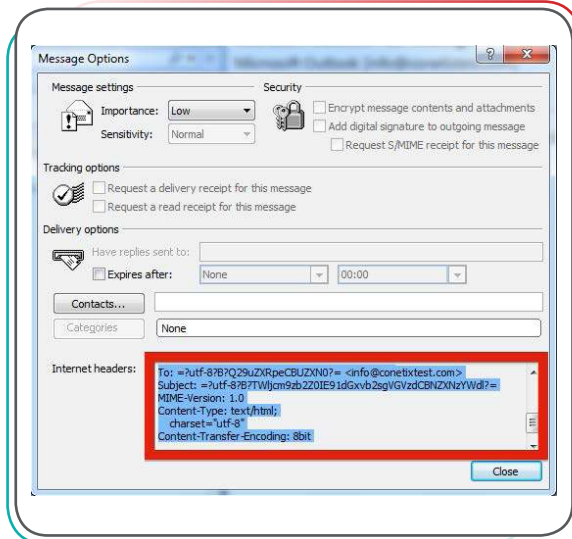 Message Options
Message settings
Security
Importance: Low
Encrypt message contents and attachments
Sensitivity: Normal
Add digital signature to outgoing message
Request S/MIME receipt for this message
Tracking options
Request a delivery receipt for this message
Request a read receipt for this message
Delivery options
Have replies sent to:
Expires after: None 00:00
Contacts...
Categories None
Internet headers:
To: =?utf-8?B?Q29uZXRpeCBUZXN0?= <info@conetixtest.com>
Subject: =?utf-8?B?TWljcm9zb2Z0IE91dGxvb2sgVGVzdCBNZXNzYWdl?=
MIME-Version: 1.0
Content-Type: text/html;
charset="utf-8"
Content-Transfer-Encoding: 8bit
Close